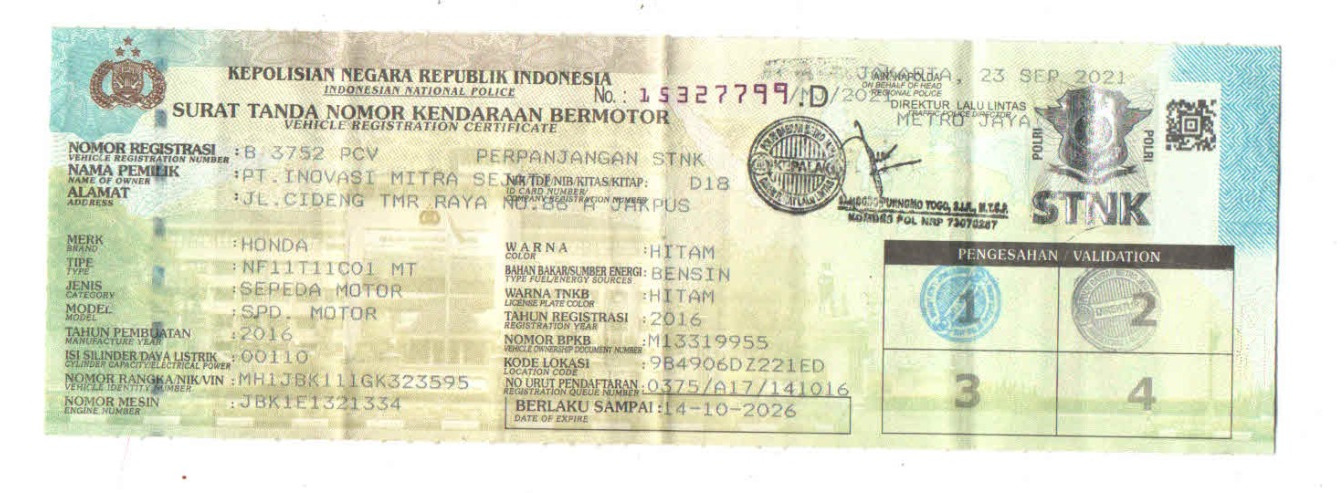 KEPOLISIAN NEGARA REPUBLIK INDONESIA
INDONESIAN NATIONAL POLICE
No. : 15327799 .D
SURAT TANDA NOMOR KENDARAAN BERMOTOR
VEHICLE REGISTRATION CERTIFICATE
JAKARTA, 23 SEP 2021
AN KAPOLDA
ON BEHALF OF HEAD
REGIONAL POLICE
DIREKTUR LALU LINTAS
TRAFFIC POLICE DIRECTOR
METRO JAYA
POLRI
POLRI
STNK
NOMOR REGISTRASI : B 3752 PCV PERPANJANGAN STNK
VEHICLE REGISTRATION NUMBER
NAMA PEMILIK : PT.INOVASI MITRA NIK/TDP/NIB/KITAS/KITAP: D18
NAME OF OWNER
ID CARD NUMBER/
COMPANY REGISTRATION NUMBER
ALAMAT : JL.CIDENG TMR RAYA NO.86 A JAKPUS
ADDRESS
KOMBES POL NRP
MERK : HONDA
BRAND
TIPE : NF11T11C01 MT
TYPE
JENIS : SEPEDA MOTOR
CATEGORY
MODEL : SPD. MOTOR
MODEL
TAHUN PEMBUATAN : 2016
MANUFACTURE YEAR
ISI SILINDER/DAYA LISTRIK : 00110
CYLINDER CAPACITY/ELECTRICAL POWER
NOMOR RANGKA/NIK/VIN : MH1JBK111GK323595
VEHICLE IDENTITY NUMBER
NOMOR MESIN : JBK1E1321334
ENGINE NUMBER
WARNA : HITAM
COLOR
BAHAN BAKAR/SUMBER ENERGI : BENSIN
TYPE FUEL/ENERGY SOURCES
WARNA TNKB : HITAM
LICENSE PLATE COLOR
TAHUN REGISTRASI : 2016
REGISTRATION YEAR
NOMOR BPKB : M13319955
VEHICLE OWNERSHIP DOCUMENT NUMBER
KODE LOKASI : 9B4906DZ221ED
LOCATION CODE
NO URUT PENDAFTARAN : 0375/A17/141016
REGISTRATION QUEUE NUMBER
BERLAKU SAMPAI : 14-10-2026
DATE OF EXPIRE
PENGESAHAN / VALIDATION
1 2
3 4